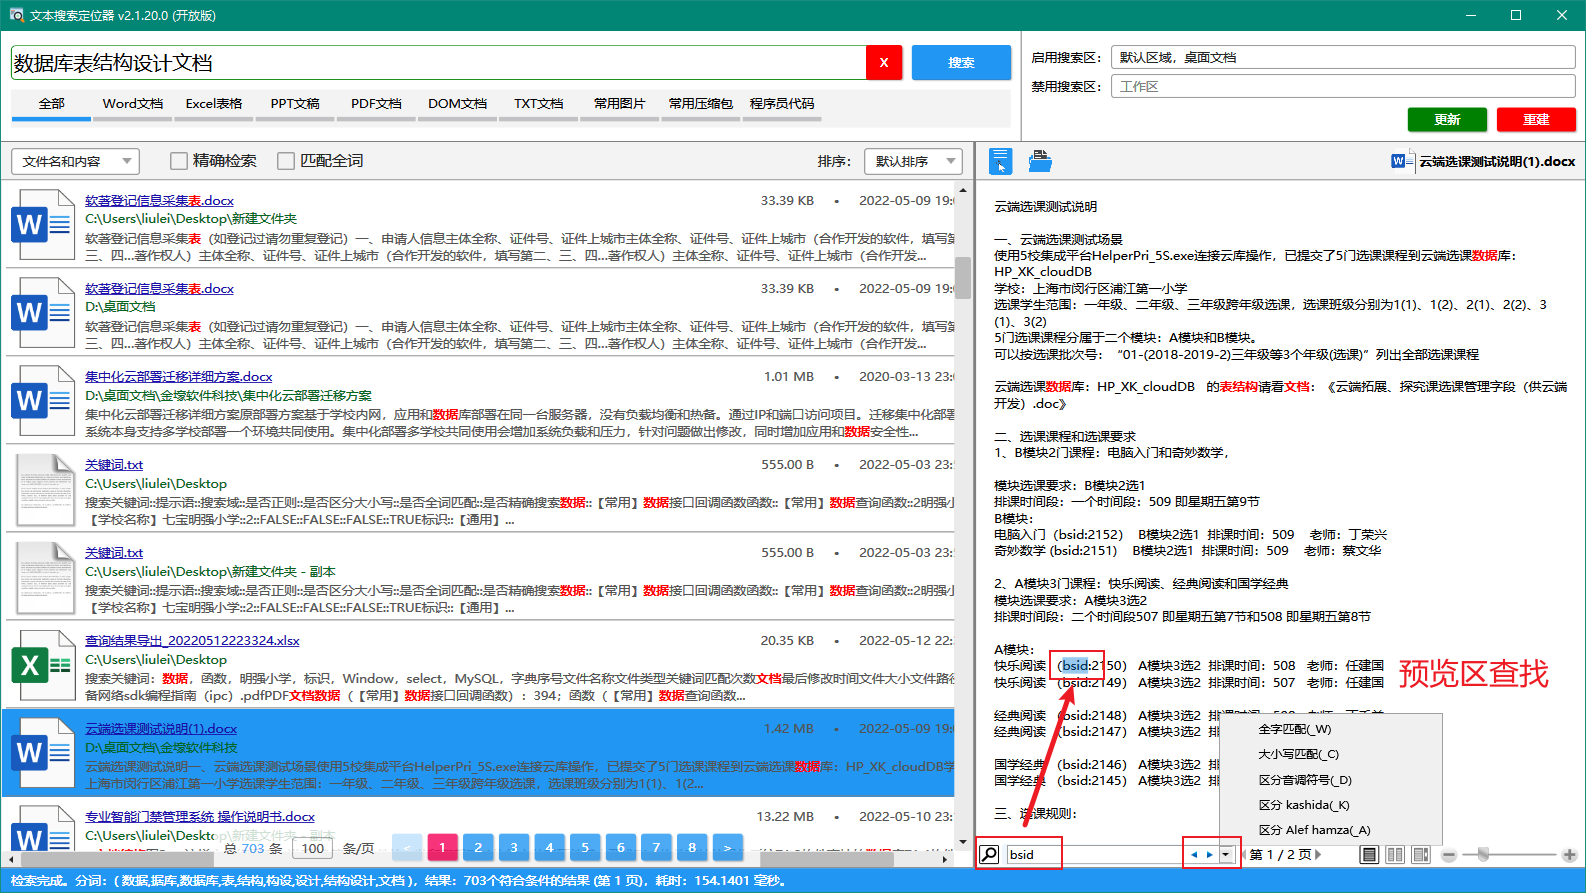 文本搜索定位器 v2.1.20.0 (开放版)
数据库表结构设计文档
X
搜索
启用搜索区：
默认区域，桌面文档
禁用搜索区：
工作区
更新
重建
全部
Word文档
Excel表格
PPT文稿
PDF文档
DOM文档
TXT文档
常用图片
常用压缩包
程序员代码
文件名和内容
精确检索
匹配全词
排序：
默认排序
云端选课测试说明(1).docx
软著登记信息采集表.docx
33.39 KB • 2022-05-09 19:
C:\Users\liulei\Desktop\新建文件夹
软著登记信息采集表（如登记过请勿重复登记）一、申请人信息主体全称、证件号、证件上城市主体全称、证件号、证件上城市（合作开发的软件，填写第
三、四...著作权人）主体全称、证件号、证件上城市（合作开发的软件，填写第二、三、四...著作权人）主体全称、证件号、证件上城市（合作开发...
软著登记信息采集表.docx
33.39 KB • 2022-05-09 19:
D:\桌面文档
软著登记信息采集表（如登记过请勿重复登记）一、申请人信息主体全称、证件号、证件上城市主体全称、证件号、证件上城市（合作开发的软件，填写第
三、四...著作权人）主体全称、证件号、证件上城市（合作开发的软件，填写第二、三、四...著作权人）主体全称、证件号、证件上城市（合作开发...
集中化云部署迁移详细方案.docx
1.01 MB • 2020-03-13 23:
D:\桌面文档\金壕软件科技\集中化云部署迁移方案
集中化云部署迁移详细方案原部署方案基于学校内网，应用和数据库部署在同一台服务器，没有负载均衡和热备。通过IP和端口访问项目。迁移集中化部署
系统本身支持多学校部署一个环境共同使用。集中化部署多学校共同使用会增加系统负载和压力，针对问题做出修改，同时增加应用和数据安全性...
关键词.txt
555.00 B • 2022-05-03 23:
C:\Users\liulei\Desktop
搜索关键词::提示语::搜索域::是否正则::是否区分大小写::是否全词匹配::是否精确搜索数据::【常用】数据接口回调函数函数::【常用】数据查询函数::2明强小
【学校名称】七宝明强小学::2::FALSE::FALSE::FALSE::TRUE标识::【通用】...
关键词.txt
555.00 B • 2022-05-03 23:
C:\Users\liulei\Desktop\新建文件夹 - 副本
搜索关键词::提示语::搜索域::是否正则::是否区分大小写::是否全词匹配::是否精确搜索数据::【常用】数据接口回调函数函数::【常用】数据查询函数::2明强小
【学校名称】七宝明强小学::2::FALSE::FALSE::FALSE::TRUE标识::【通用】...
查询结果导出_20220512223324.xlsx
20.35 KB • 2022-05-12 22:
C:\Users\liulei\Desktop
搜索关键词：数据，函数，明强小学，标识，Window，select，MySQL，字典序号文件名称文件类型关键词匹配次数文档最后修改时间文件大小文件路径
备网络sdk编程指南（ipc）.pdfPDF文档数据（【常用】数据接口回调函数）：394；函数（【常用】数据查询函数...
云端选课测试说明(1).docx
1.42 MB • 2022-05-09 19:
D:\桌面文档\金壕软件科技
云端选课测试说明一、云端选课测试场景使用5校集成平台HelperPri_5S.exe连接云库操作，已提交了5门选课课程到云端选课数据库：HP_XK_cloudDB学
上海市闵行区浦江第一小学选课学生范围：一年级、二年级、三年级跨年级选课，选课班级分别为1(1)、1(2...
专业智能门禁管理系统 操作说明书.docx
13.22 MB • 2022-05-10 23:
C:\Users\liulei\Desktop\新建文件夹 - 副本
总 703 条
100
条/页
<
1
2
3
4
5
6
7
8
>
云端选课测试说明
一、云端选课测试场景
使用5校集成平台HelperPri_5S.exe连接云库操作，已提交了5门选课课程到云端选课数据库：
HP_XK_cloudDB
学校：上海市闵行区浦江第一小学
选课学生范围：一年级、二年级、三年级跨年级选课，选课班级分别为1(1)、1(2)、2(1)、2(2)、3
(1)、3(2)
5门选课课程分属于二个模块：A模块和B模块。
可以按选课批次号：“01-(2018-2019-2)三年级等3个年级(选课)”列出全部选课课程
云端选课数据库：HP_XK_cloudDB 的表结构请看文档：《云端拓展、探究课选课管理字段（供云端
开发）.doc》
二、选课课程和选课要求
1、B模块2门课程：电脑入门和奇妙数学，
模块选课要求：B模块2选1
排课时间段：一个时间段：509 即星期五第9节
B模块：
电脑入门（bsid:2152） B模块2选1 排课时间：509 老师：丁荣兴
奇妙数学 (bsid:2151) B模块2选1 排课时间：509 老师：蔡文华
2、A模块3门课程：快乐阅读、经典阅读和国学经典
模块选课要求：A模块3选2
排课时间段：二个时间段507 即星期五第7节和508 即星期五第8节
A模块：
快乐阅读 （bsid:2150） A模块3选2 排课时间：508 老师：任建国
快乐阅读 （bsid:2149） A模块3选2 排课时间：507 老师：任建国
预览区查找
经典阅读 （bsid:2148） A模块3选2 排
经典阅读 （bsid:2147） A模块3选2 排
国学经典 （bsid:2146） A模块3选2 排
国学经典 （bsid:2145） A模块3选2 排
三、选课规则：
全字匹配(_W)
大小写匹配(_C)
区分音调符号(_D)
区分 kashida(_K)
区分 Alef hamza(_A)
bsid
第 1 / 2 页
检索完成。分词：( 数据,据库,数据库,表,结构,构设,设计,结构设计,文档 )，结果：703个符合条件的结果 (第 1 页)，耗时：154.1401 毫秒。